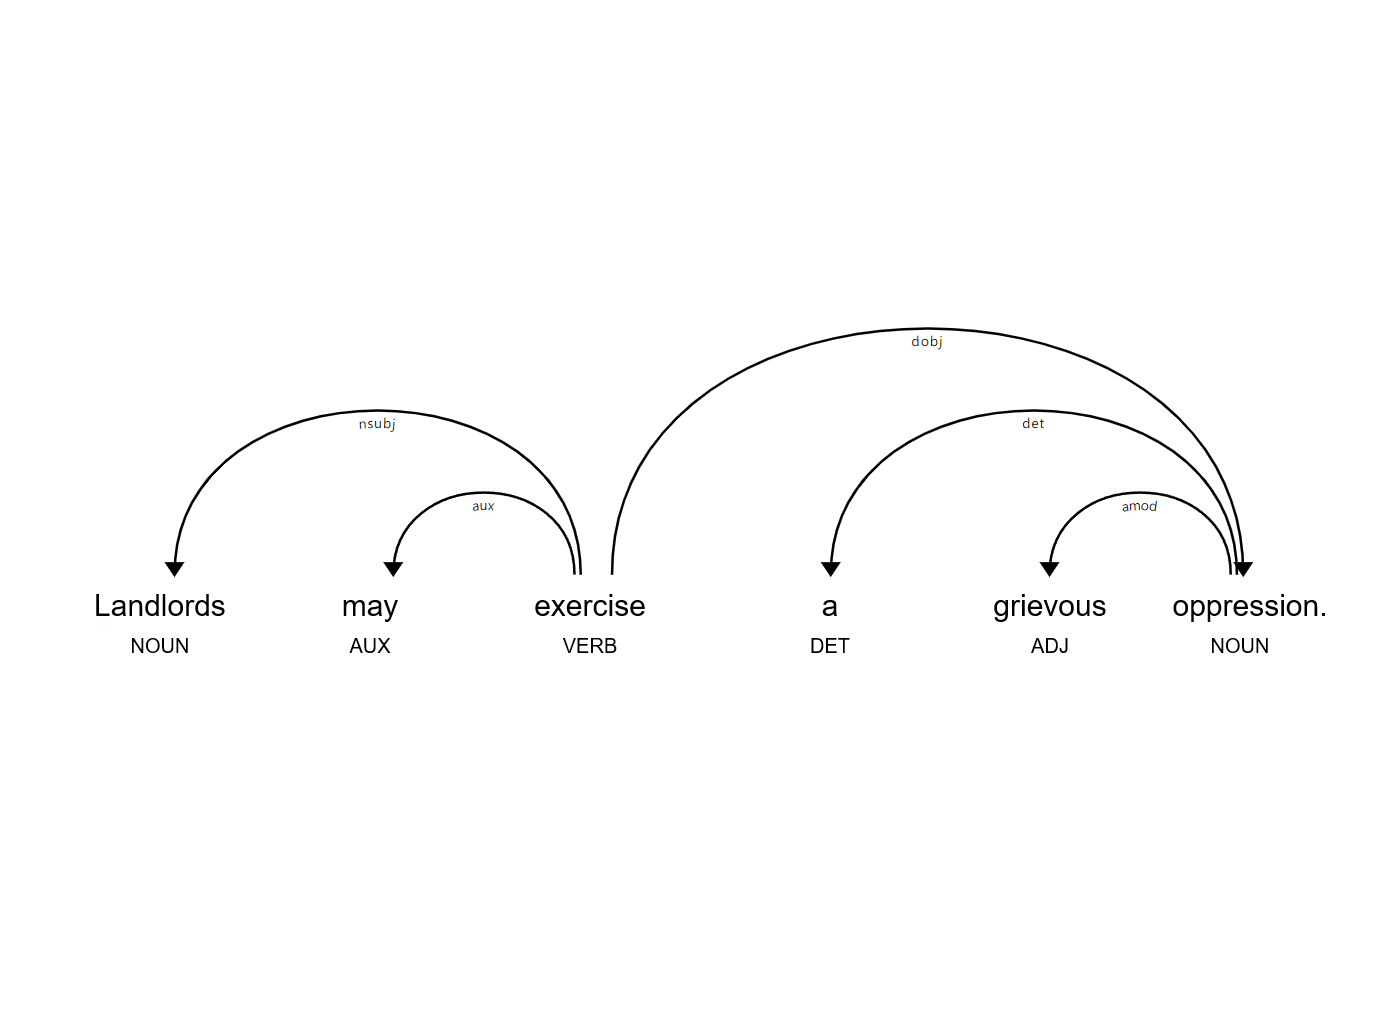 dobj
nsubj det
aux amod
Landlords may exercise a grievous oppression.
NOUN AUX VERB DET ADJ NOUN